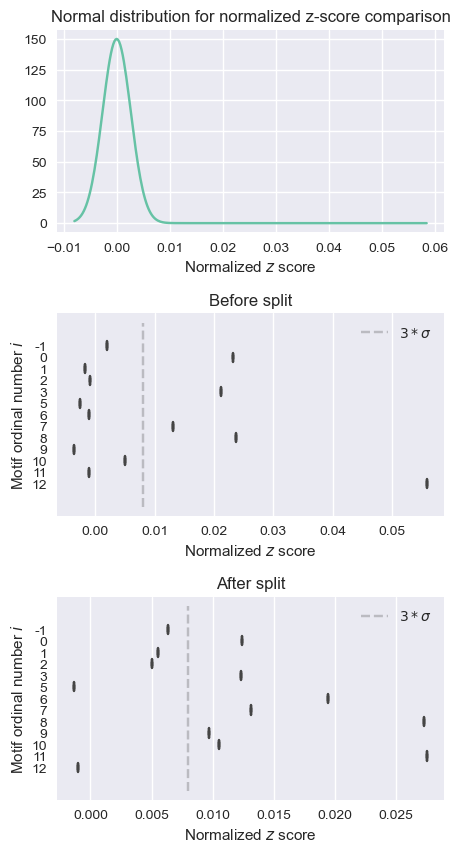 Normal distribution for normalized z-score comparison
150
125
100
75
50
25
0
−0.01 0.00 0.01 0.02 0.03 0.04 0.05 0.06
Normalized z score
Before split
Motif ordinal number i
-1
0
1
2
3
5
6
7
8
9
10
11
12
3 * σ
0.00 0.01 0.02 0.03 0.04 0.05
Normalized z score
After split
Motif ordinal number i
-1
0
1
2
3
5
6
7
8
9
10
11
12
3 * σ
0.000 0.005 0.010 0.015 0.020 0.025
Normalized z score